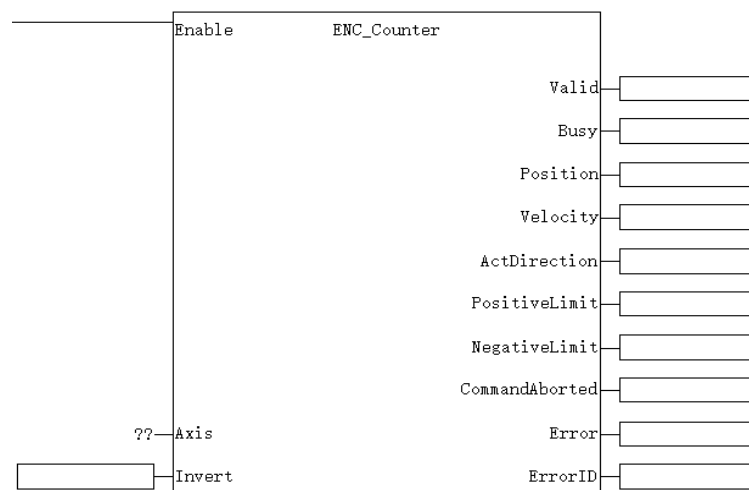 Enable ENC_Counter
Valid
Busy
Position
Velocity
ActDirection
PositiveLimit
NegativeLimit
CommandAborted
?? Axis Error
Invert ErrorID